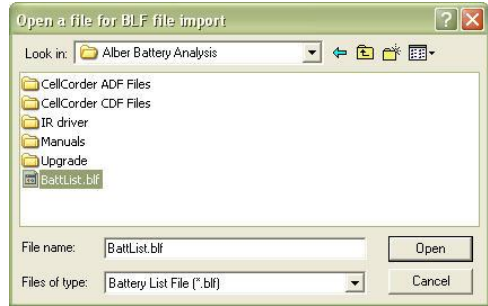 Open a file for BLF file import
Look in: Alber Battery Analysis
CellCorder ADF Files
CellCorder CDF Files
IR driver
Manuals
Upgrade
BattList.blf
File name: BattList.blf Open
Files of type: Battery List File (*.blf) Cancel